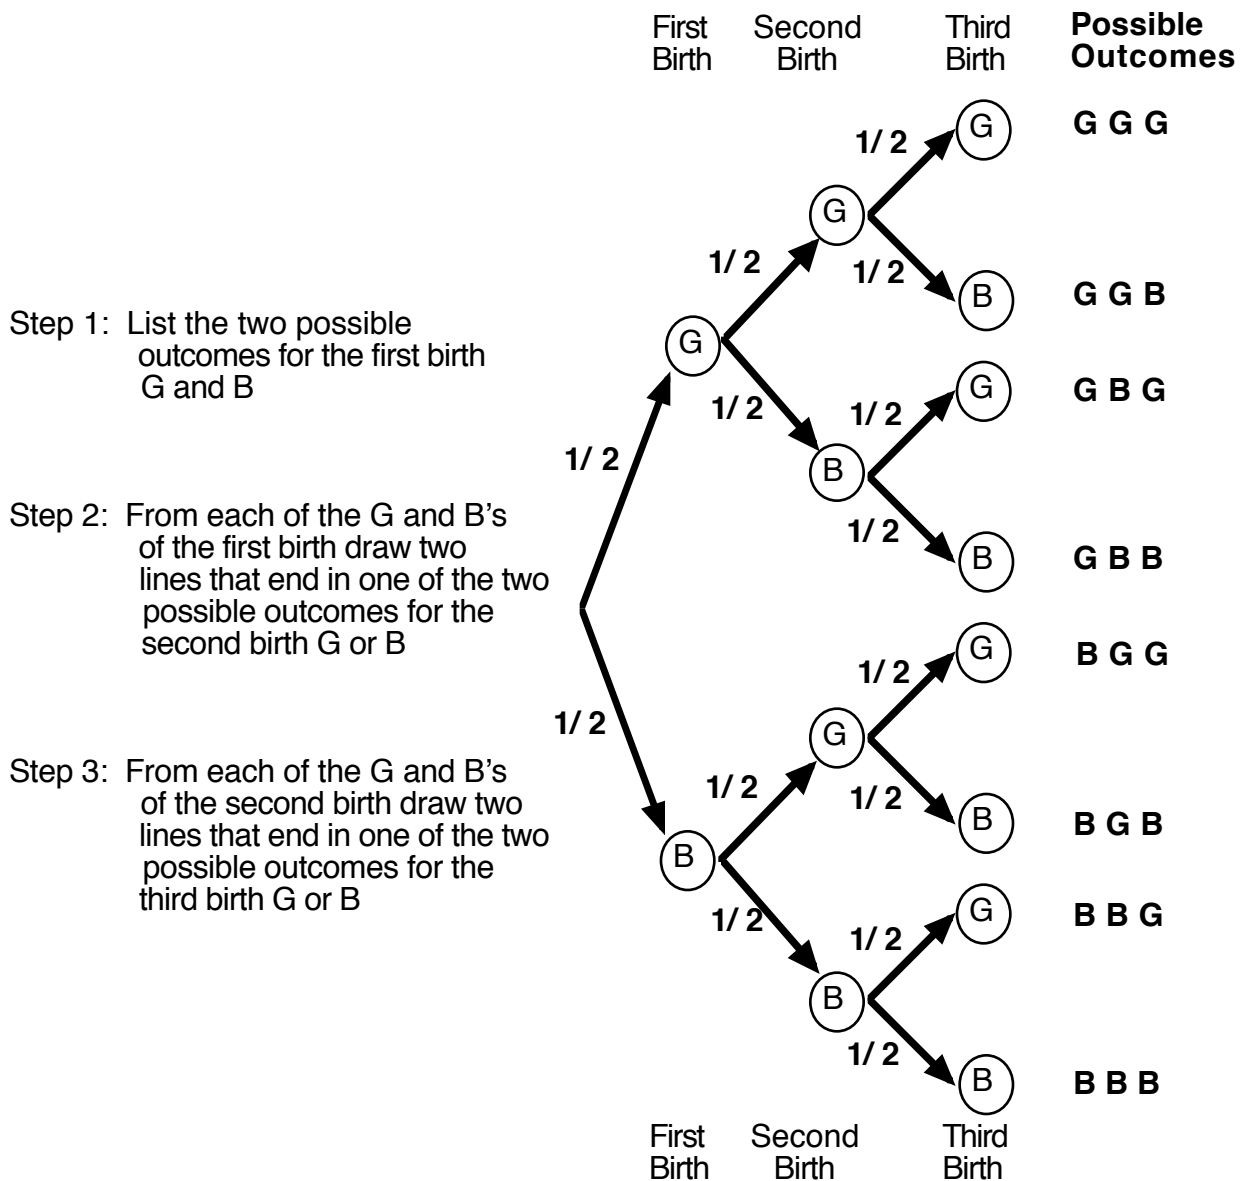 First Second Third Possible
Birth Birth Birth Outcomes
Step 1: List the two possible
outcomes for the first birth
G and B
Step 2: From each of the G and B's
of the first birth draw two
lines that end in one of the two
possible outcomes for the
second birth G or B
Step 3: From each of the G and B's
of the second birth draw two
lines that end in one of the two
possible outcomes for the
third birth G or B
G G G G
1/ 2
G
1/ 2
1/ 2
B G G B
G
1/ 2
G G B G
1/ 2
B
1/ 2
1/ 2
B G B B
G B G G
1/ 2
1/ 2
G
1/ 2
1/ 2
B B G B
B
G B B G
1/ 2
1/ 2
B
1/ 2
B B B B
First Second Third
Birth Birth Birth